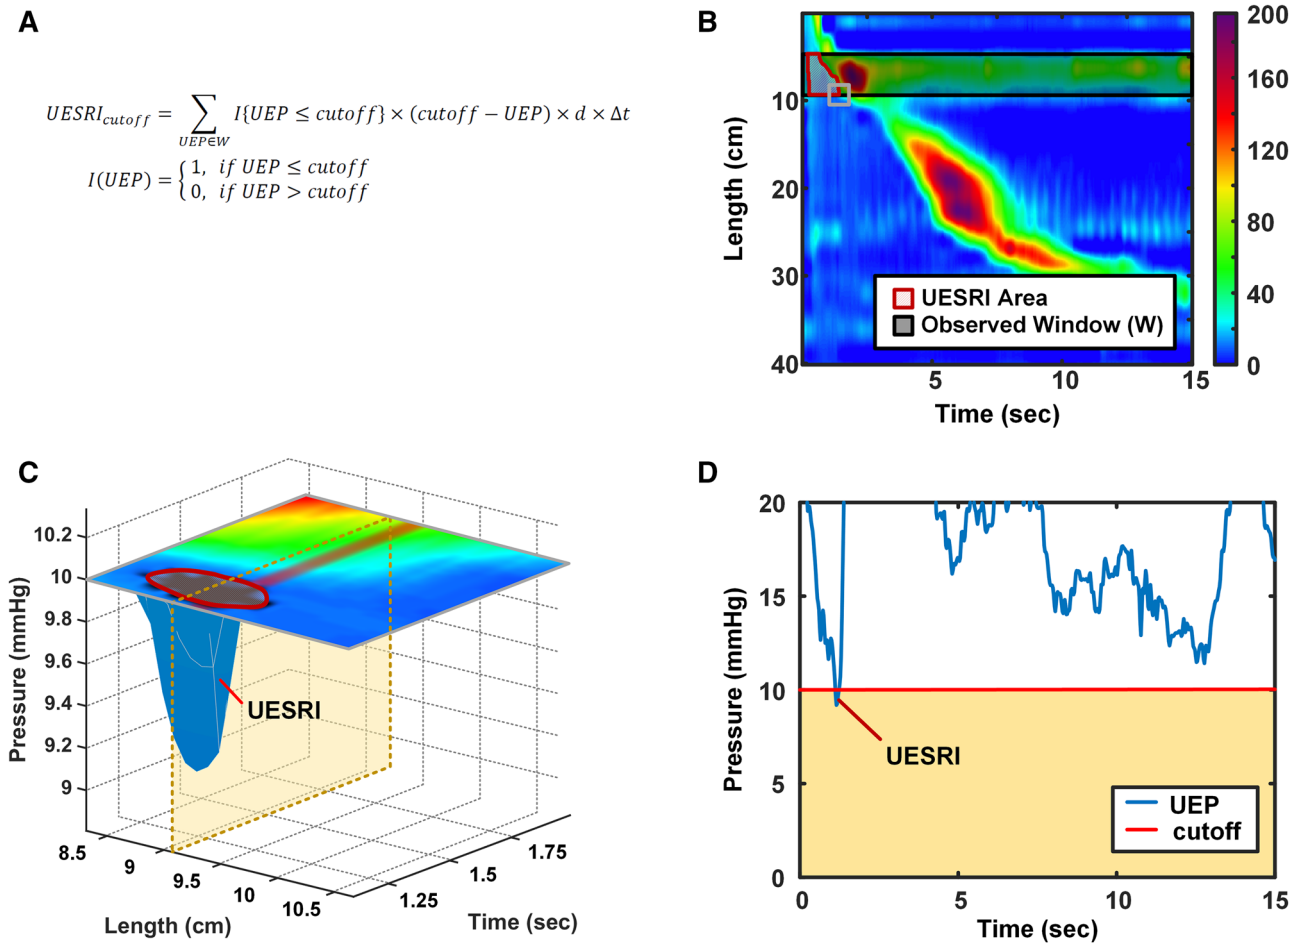 A
UESRI_cutoff = ∑_{UEP∈W} I{UEP ≤ cutoff} × (cutoff − UEP) × d × Δt
I(UEP) = { 1, if UEP ≤ cutoff
0, if UEP > cutoff
B
Length (cm)
10
20
30
40
5
10
15
Time (sec)
UESRI Area
Observed Window (W)
200
160
120
80
40
0
C
Pressure (mmHg)
10.2
10
9.8
9.6
9.4
9.2
9
UESRI
8.5
9
9.5
10
10.5
Length (cm)
1.25
1.5
1.75
Time (sec)
D
Pressure (mmHg)
20
15
10
5
0
UESRI
UEP
cutoff
0
5
10
15
Time (sec)